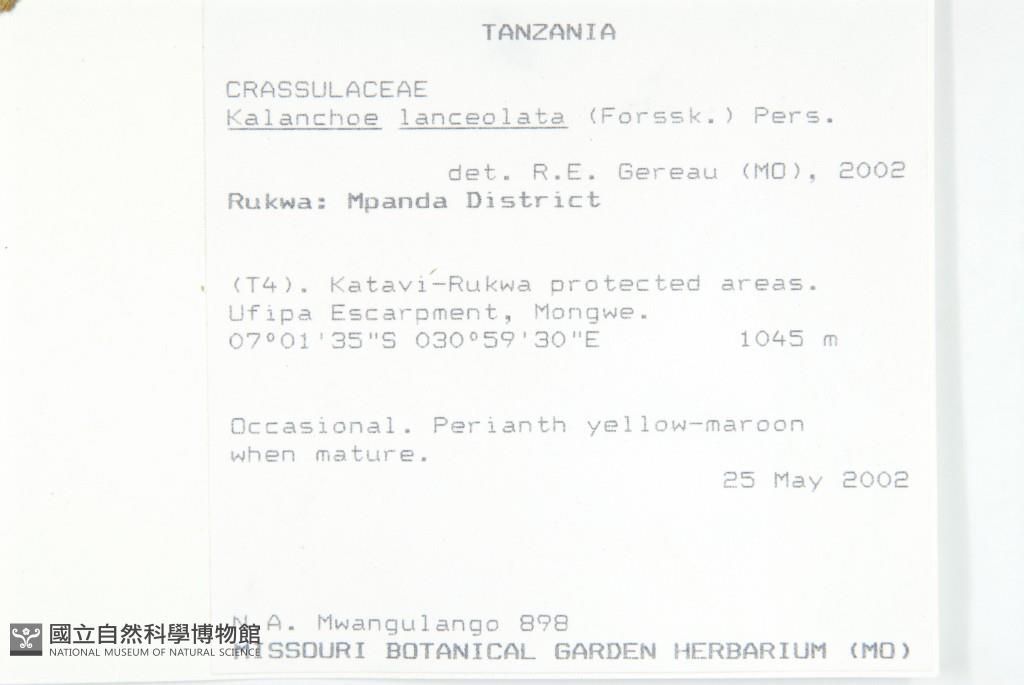 TANZANIA
CRASSULACEAE
Kalanchoe lanceolata (Forssk.) Pers.
det. R.E. Gereau (MO), 2002
Rukwa: Mpanda District
(T4). Katavi-Rukwa protected areas.
Ufipa Escarpment, Mongwe.
07°01'35"S 030°59'30"E 1045 m
Occasional. Perianth yellow-maroon
when mature.
25 May 2002
N.A. Mwangulango 898
MISSOURI BOTANICAL GARDEN HERBARIUM (MO)
國立自然科學博物館
NATIONAL MUSEUM OF NATURAL SCIENCE